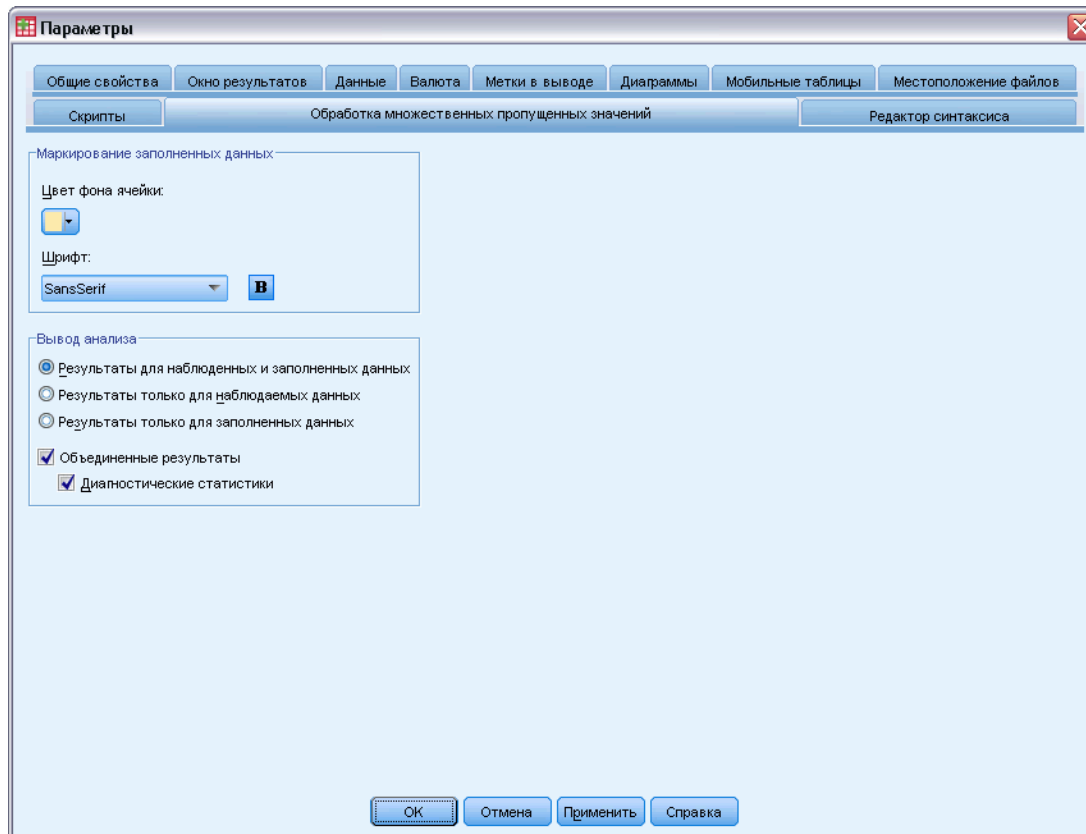 Параметры
Общие свойства Окно результатов Данные Валюта Метки в выводе Диаграммы Мобильные таблицы Местоположение файлов
Скрипты Обработка множественных пропущенных значений Редактор синтаксиса
Маркирование заполненных данных
Цвет фона ячейки:
Шрифт:
SansSerif B
Вывод анализа
Результаты для наблюденных и заполненных данных
Результаты только для наблюдаемых данных
Результаты только для заполненных данных
Объединенные результаты
Диагностические статистики
OK Отмена Применить Справка